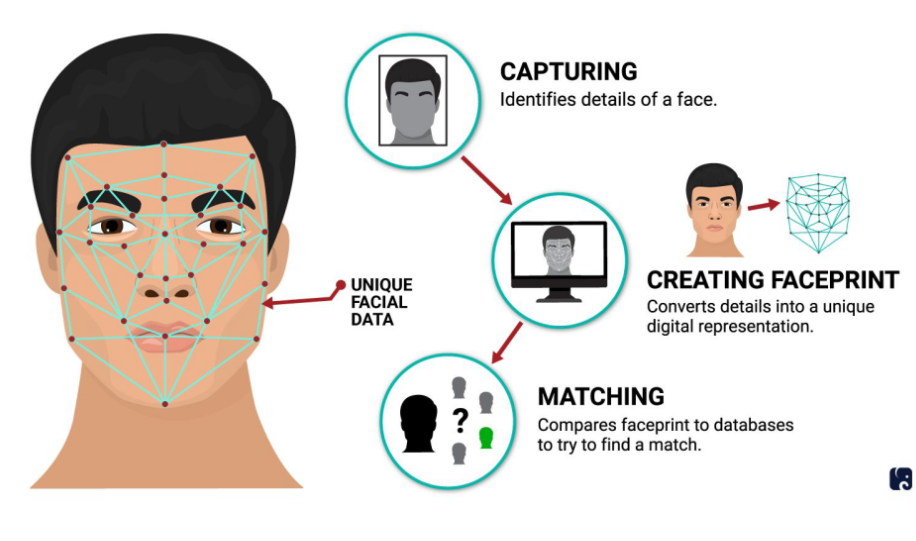 CAPTURING
Identifies details of a face.
UNIQUE
FACIAL
DATA
CREATING FACEPRINT
Converts details into a unique
digital representation.
?
MATCHING
Compares faceprint to databases
to try to find a match.